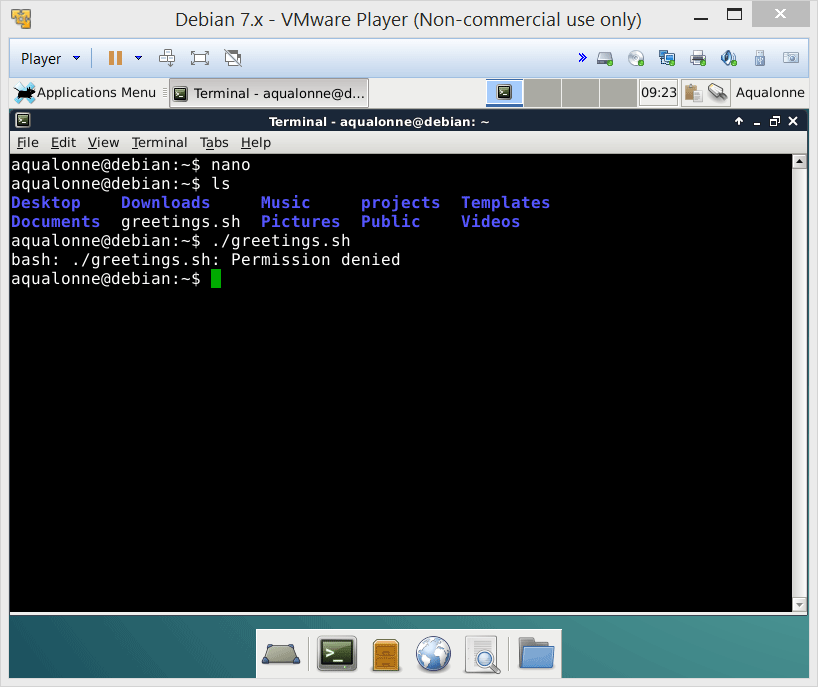 Debian 7.x - VMware Player (Non-commercial use only)
Player
Applications Menu
Terminal - aqualonne@d...
09:23
Aqualonne
Terminal - aqualonne@debian: ~
File Edit View Terminal Tabs Help
aqualonne@debian:~$ nano
aqualonne@debian:~$ ls
Desktop Downloads Music projects Templates
Documents greetings.sh Pictures Public Videos
aqualonne@debian:~$ ./greetings.sh
bash: ./greetings.sh: Permission denied
aqualonne@debian:~$